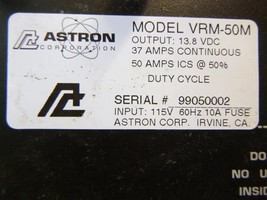 ASTRON
CORPORATION
MODEL VRM-50M
OUTPUT: 13.8 VDC
37 AMPS CONTINUOUS
50 AMPS ICS @ 50%
DUTY CYCLE
SERIAL # 99050002
INPUT: 115V 60Hz 10A FUSE
ASTRON CORP. IRVINE, CA.
DO
NO U
INSI